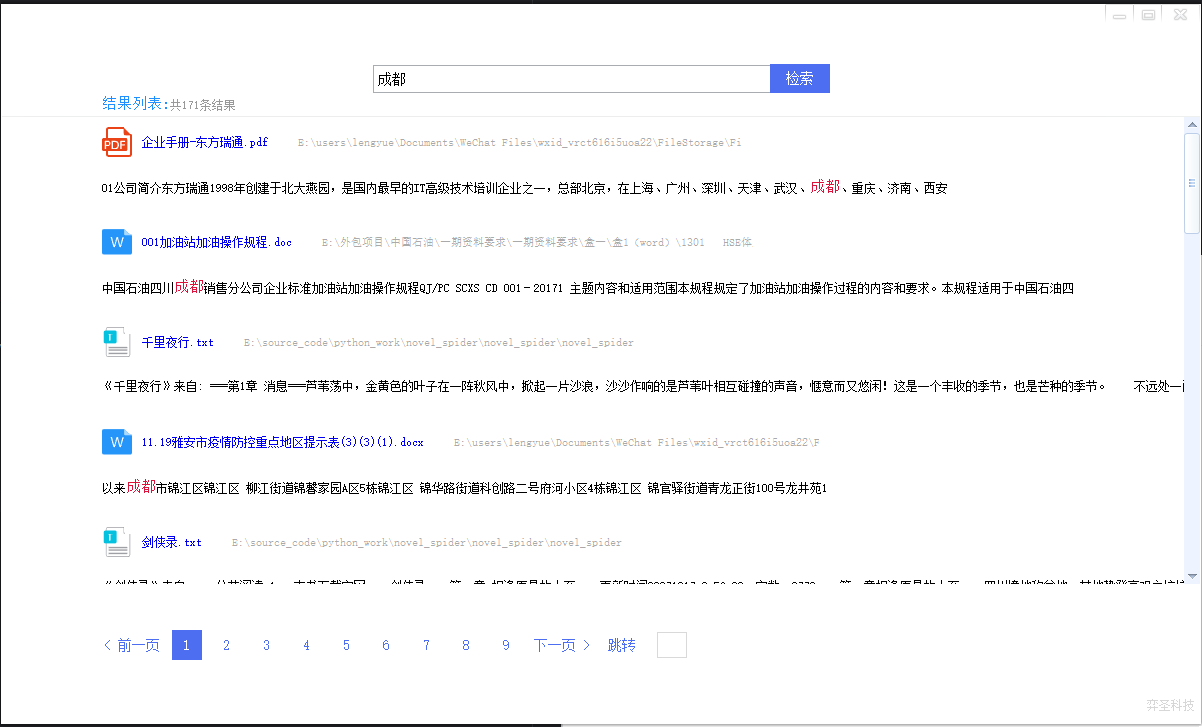 成都
检索
结果列表:共171条结果
PDF 企业手册-东方瑞通.pdf E:\users\lengyue\Documents\WeChat Files\wxid_vrct616i5uoa22\FileStorage\Fi
01公司简介东方瑞通1998年创建于北大燕园，是国内最早的IT高级技术培训企业之一，总部北京，在上海、广州、深圳、天津、武汉、成都、重庆、济南、西安
W 001加油站加油操作规程.doc E:\外包项目\中国石油\一期资料要求\一期资料要求\盒一\盒1（word）\1301 HSE体
中国石油四川成都销售分公司企业标准加油站加油操作规程QJ/PC SCXS CD 001－20171 主题内容和适用范围本规程规定了加油站加油操作过程的内容和要求。本规程适用于中国石油四
T 千里夜行.txt E:\source_code\python_work\novel_spider\novel_spider\novel_spider
《千里夜行》来自: ===第1章 消息===芦苇荡中，金黄色的叶子在一阵秋风中，掀起一片沙浪，沙沙作响的是芦苇叶相互碰撞的声音，惬意而又悠闲！这是一个丰收的季节，也是芒种的季节。 不远处一
W 11.19雅安市疫情防控重点地区提示表(3)(3)(1).docx E:\users\lengyue\Documents\WeChat Files\wxid_vrct616i5uoa22\F
以来成都市锦江区锦江区 柳江街道锦馨家园A区5栋锦江区 锦华路街道科创路二号府河小区4栋锦江区 锦官驿街道青龙正街100号龙井苑1
T 剑侠录.txt E:\source_code\python_work\novel_spider\novel_spider\novel_spider
< 前一页 1 2 3 4 5 6 7 8 9 下一页 > 跳转
弈圣科技